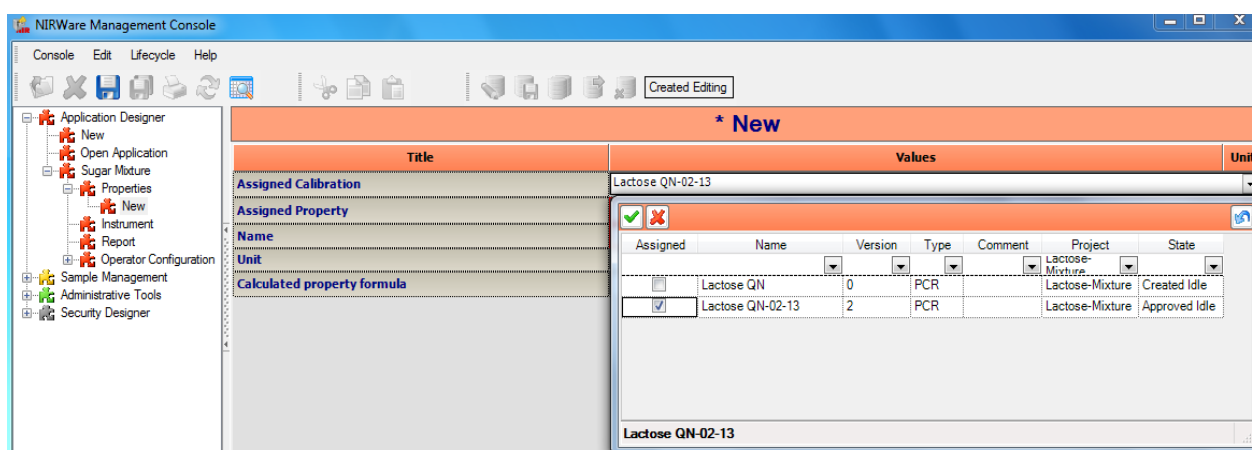 NIRWare Management Console
Console Edit Lifecycle Help
Created Editing
Application Designer
New
Open Application
Sugar Mixture
Properties
New
Instrument
Report
Operator Configuration
Sample Management
Administrative Tools
Security Designer
* New
Title Values Unit
Assigned Calibration Lactose QN-02-13
Assigned Property
Name
Unit
Calculated property formula
Assigned Name Version Type Comment Project State
Lactose-
Mixture
Lactose QN 0 PCR Lactose-Mixture Created Idle
Lactose QN-02-13 2 PCR Lactose-Mixture Approved Idle
Lactose QN-02-13